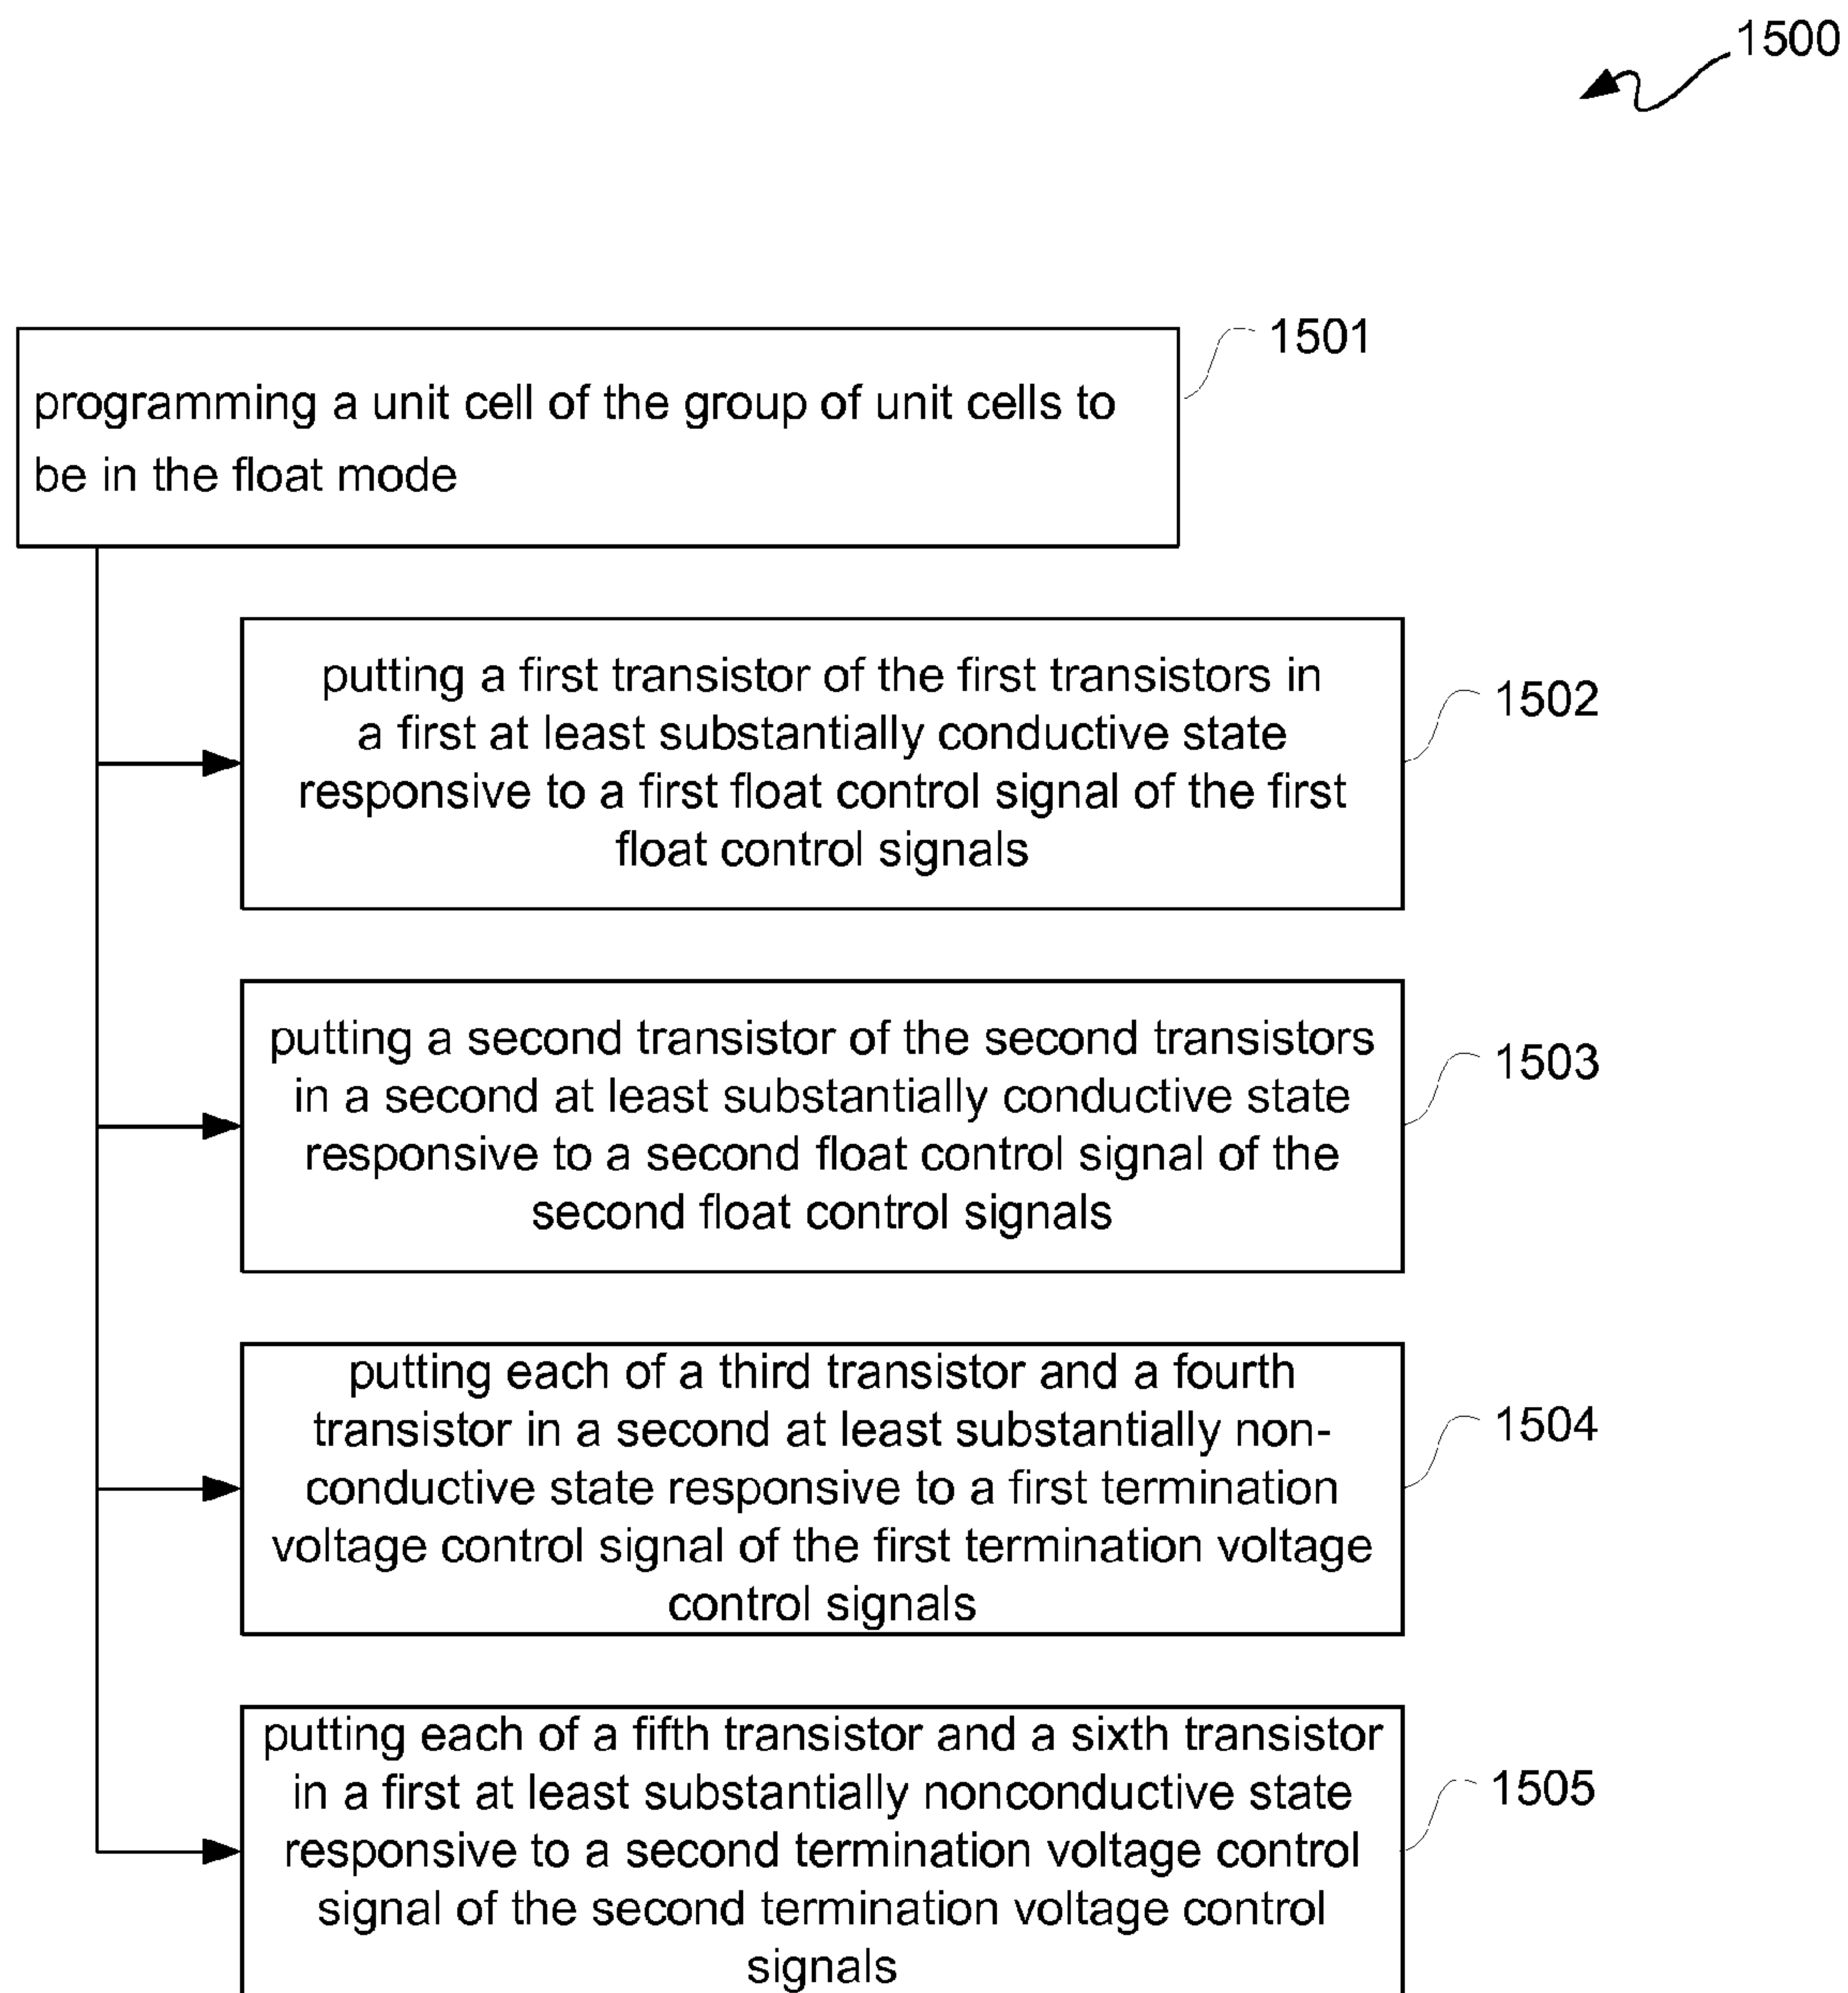 1500
programming a unit cell of the group of unit cells to
be in the float mode
1501
putting a first transistor of the first transistors in
a first at least substantially conductive state
responsive to a first float control signal of the first
float control signals
1502
putting a second transistor of the second transistors
in a second at least substantially conductive state
responsive to a second float control signal of the
second float control signals
1503
putting each of a third transistor and a fourth
transistor in a second at least substantially non-
conductive state responsive to a first termination
voltage control signal of the first termination voltage
control signals
1504
putting each of a fifth transistor and a sixth transistor
in a first at least substantially nonconductive state
responsive to a second termination voltage control
signal of the second termination voltage control
signals
1505